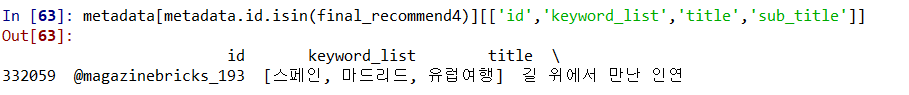 In [63]: metadata[metadata.id.isin(final_recommend4)][['id','keyword_list','title','sub_title']]
Out[63]:
id keyword_list title \
332059 @magazinebricks_193 [스페인, 마드리드, 유럽여행] 길 위에서 만난 인연